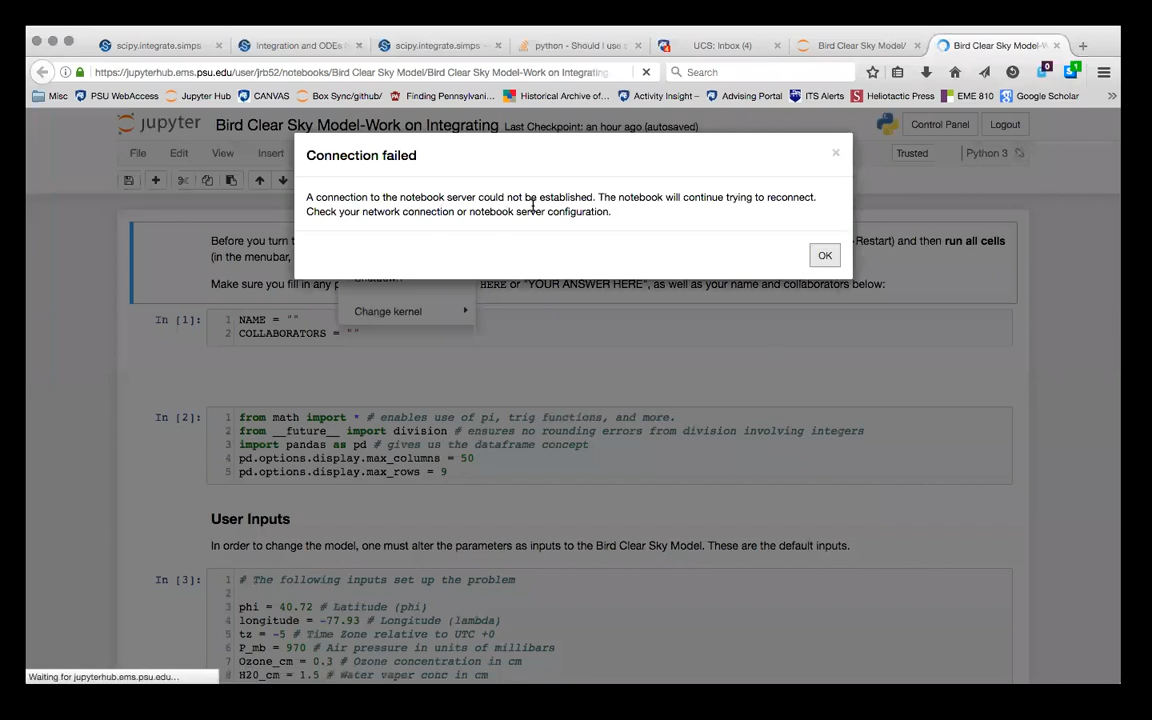 scipy.integrate.simps
Integration and ODEs
scipy.integrate.simps
python - Should I use
UCS: Inbox (4)
Bird Clear Sky Model/
Bird Clear Sky Model-
https://jupyterhub.ems.psu.edu/user/jrb52/notebooks/Bird Clear Sky Model/Bird Clear Sky Model-Work on Integrating
Search
0
1
Misc
PSU WebAccess
Jupyter Hub
CANVAS
Box Sync/github/
Finding Pennsylvani...
Historical Archive of...
Activity Insight –
Advising Portal
ITS Alerts
Heliotactic Press
EME 810
Google Scholar
jupyter
Bird Clear Sky Model-Work on Integrating
Last Checkpoint: an hour ago (autosaved)
Control Panel
Logout
File
Edit
View
Insert
Trusted
Python 3
Connection failed
A connection to the notebook server could not be established. The notebook will continue trying to reconnect.
Check your network connection or notebook server configuration.
OK
Before you turn
Restart) and then run all cells
(in the menubar,
Make sure you fill in any
HERE or "YOUR ANSWER HERE", as well as your name and collaborators below:
Change kernel
In [1]:
1 NAME = ""
2 COLLABORATORS = ""
In [2]:
1 from math import * # enables use of pi, trig functions, and more.
2 from __future__ import division # ensures no rounding errors from division involving integers
3 import pandas as pd # gives us the dataframe concept
4 pd.options.display.max_columns = 50
5 pd.options.display.max_rows = 9
User Inputs
In order to change the model, one must alter the parameters as inputs to the Bird Clear Sky Model. These are the default inputs.
In [3]:
1 # The following inputs set up the problem
2
3 phi = 40.72 # Latitude (phi)
4 longitude = -77.93 # Longitude (lambda)
5 tz = -5 # Time Zone relative to UTC +0
6 P_mb = 970 # Air pressure in units of millibars
7 Ozone_cm = 0.3 # Ozone concentration in cm
8 H20_cm = 1.5 # Water vaper conc in cm
Waiting for jupyterhub.ems.psu.edu...